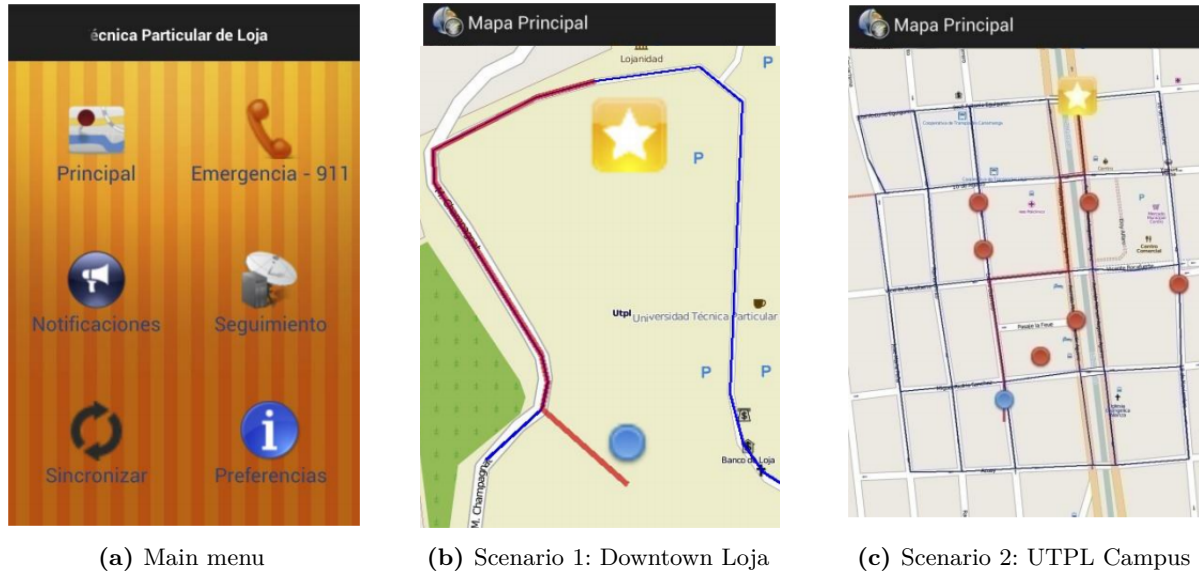 écnica Particular de Loja
Principal
Emergencia - 911
Notificaciones
Seguimiento
Sincronizar
Preferencias
(a) Main menu
Mapa Principal
Lojanidad
P
P
M. Champagnat
Utpl
Universidad Técnica Particular
P
P
Banco de Loja
M. Champagnat
(b) Scenario 1: Downtown Loja
Mapa Principal
P
Centro
Comercial
Pasaje la Feue
(c) Scenario 2: UTPL Campus